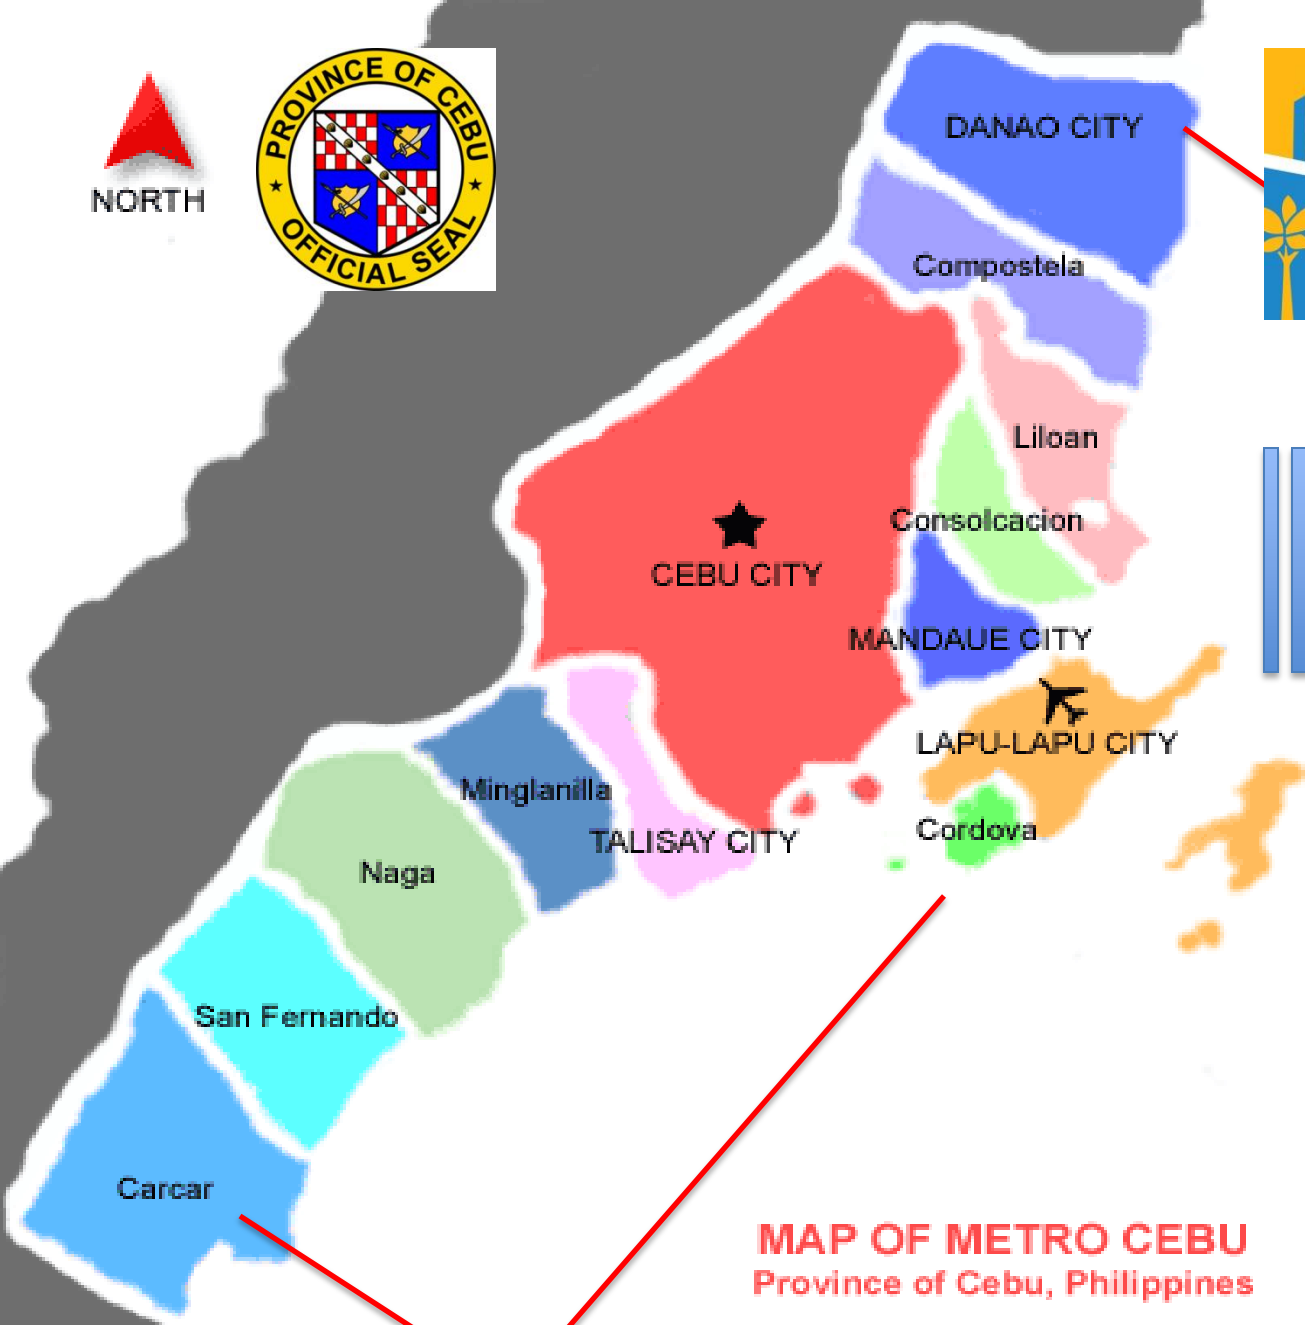 NORTH
PROVINCE OF CEBU
OFFICIAL SEAL
DANAO CITY
Compostela
Liloan
Consolcacion
CEBU CITY
MANDAUE CITY
LAPU-LAPU CITY
Minglanilla
TALISAY CITY
Cordova
Naga
San Fernando
Carcar
MAP OF METRO CEBU
Province of Cebu, Philippines